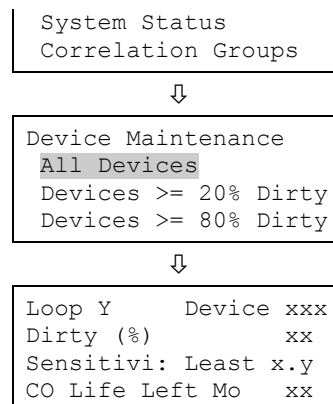 System Status
Correlation Groups
⇩
Device Maintenance
All Devices
Devices >= 20% Dirty
Devices >= 80% Dirty
⇩
Loop Y Device xxx
Dirty (%) xx
Sensitivi: Least x.y
CO Life Left Mo xx